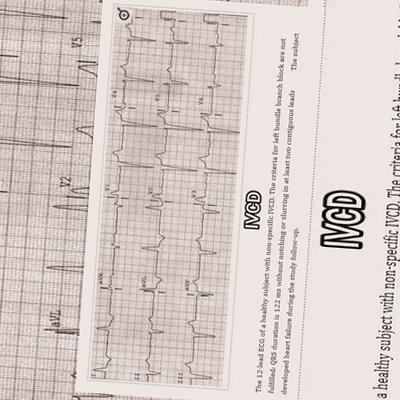 V5
V2
aVL
I
aVR
V1
V4
II
aVL
V2
V5
III
aVF
V3
V6
IVCD
The 12-lead ECG of a healthy subject with non-specific IVCD. The criteria for left bundle branch block are not
fulfilled: QRS duration is 122 ms without notching or slurring in at least two contiguous leads The subject
developed heart failure during the study follow-up.
IVCD
a healthy subject with non-specific IVCD. The criteria for left bundle